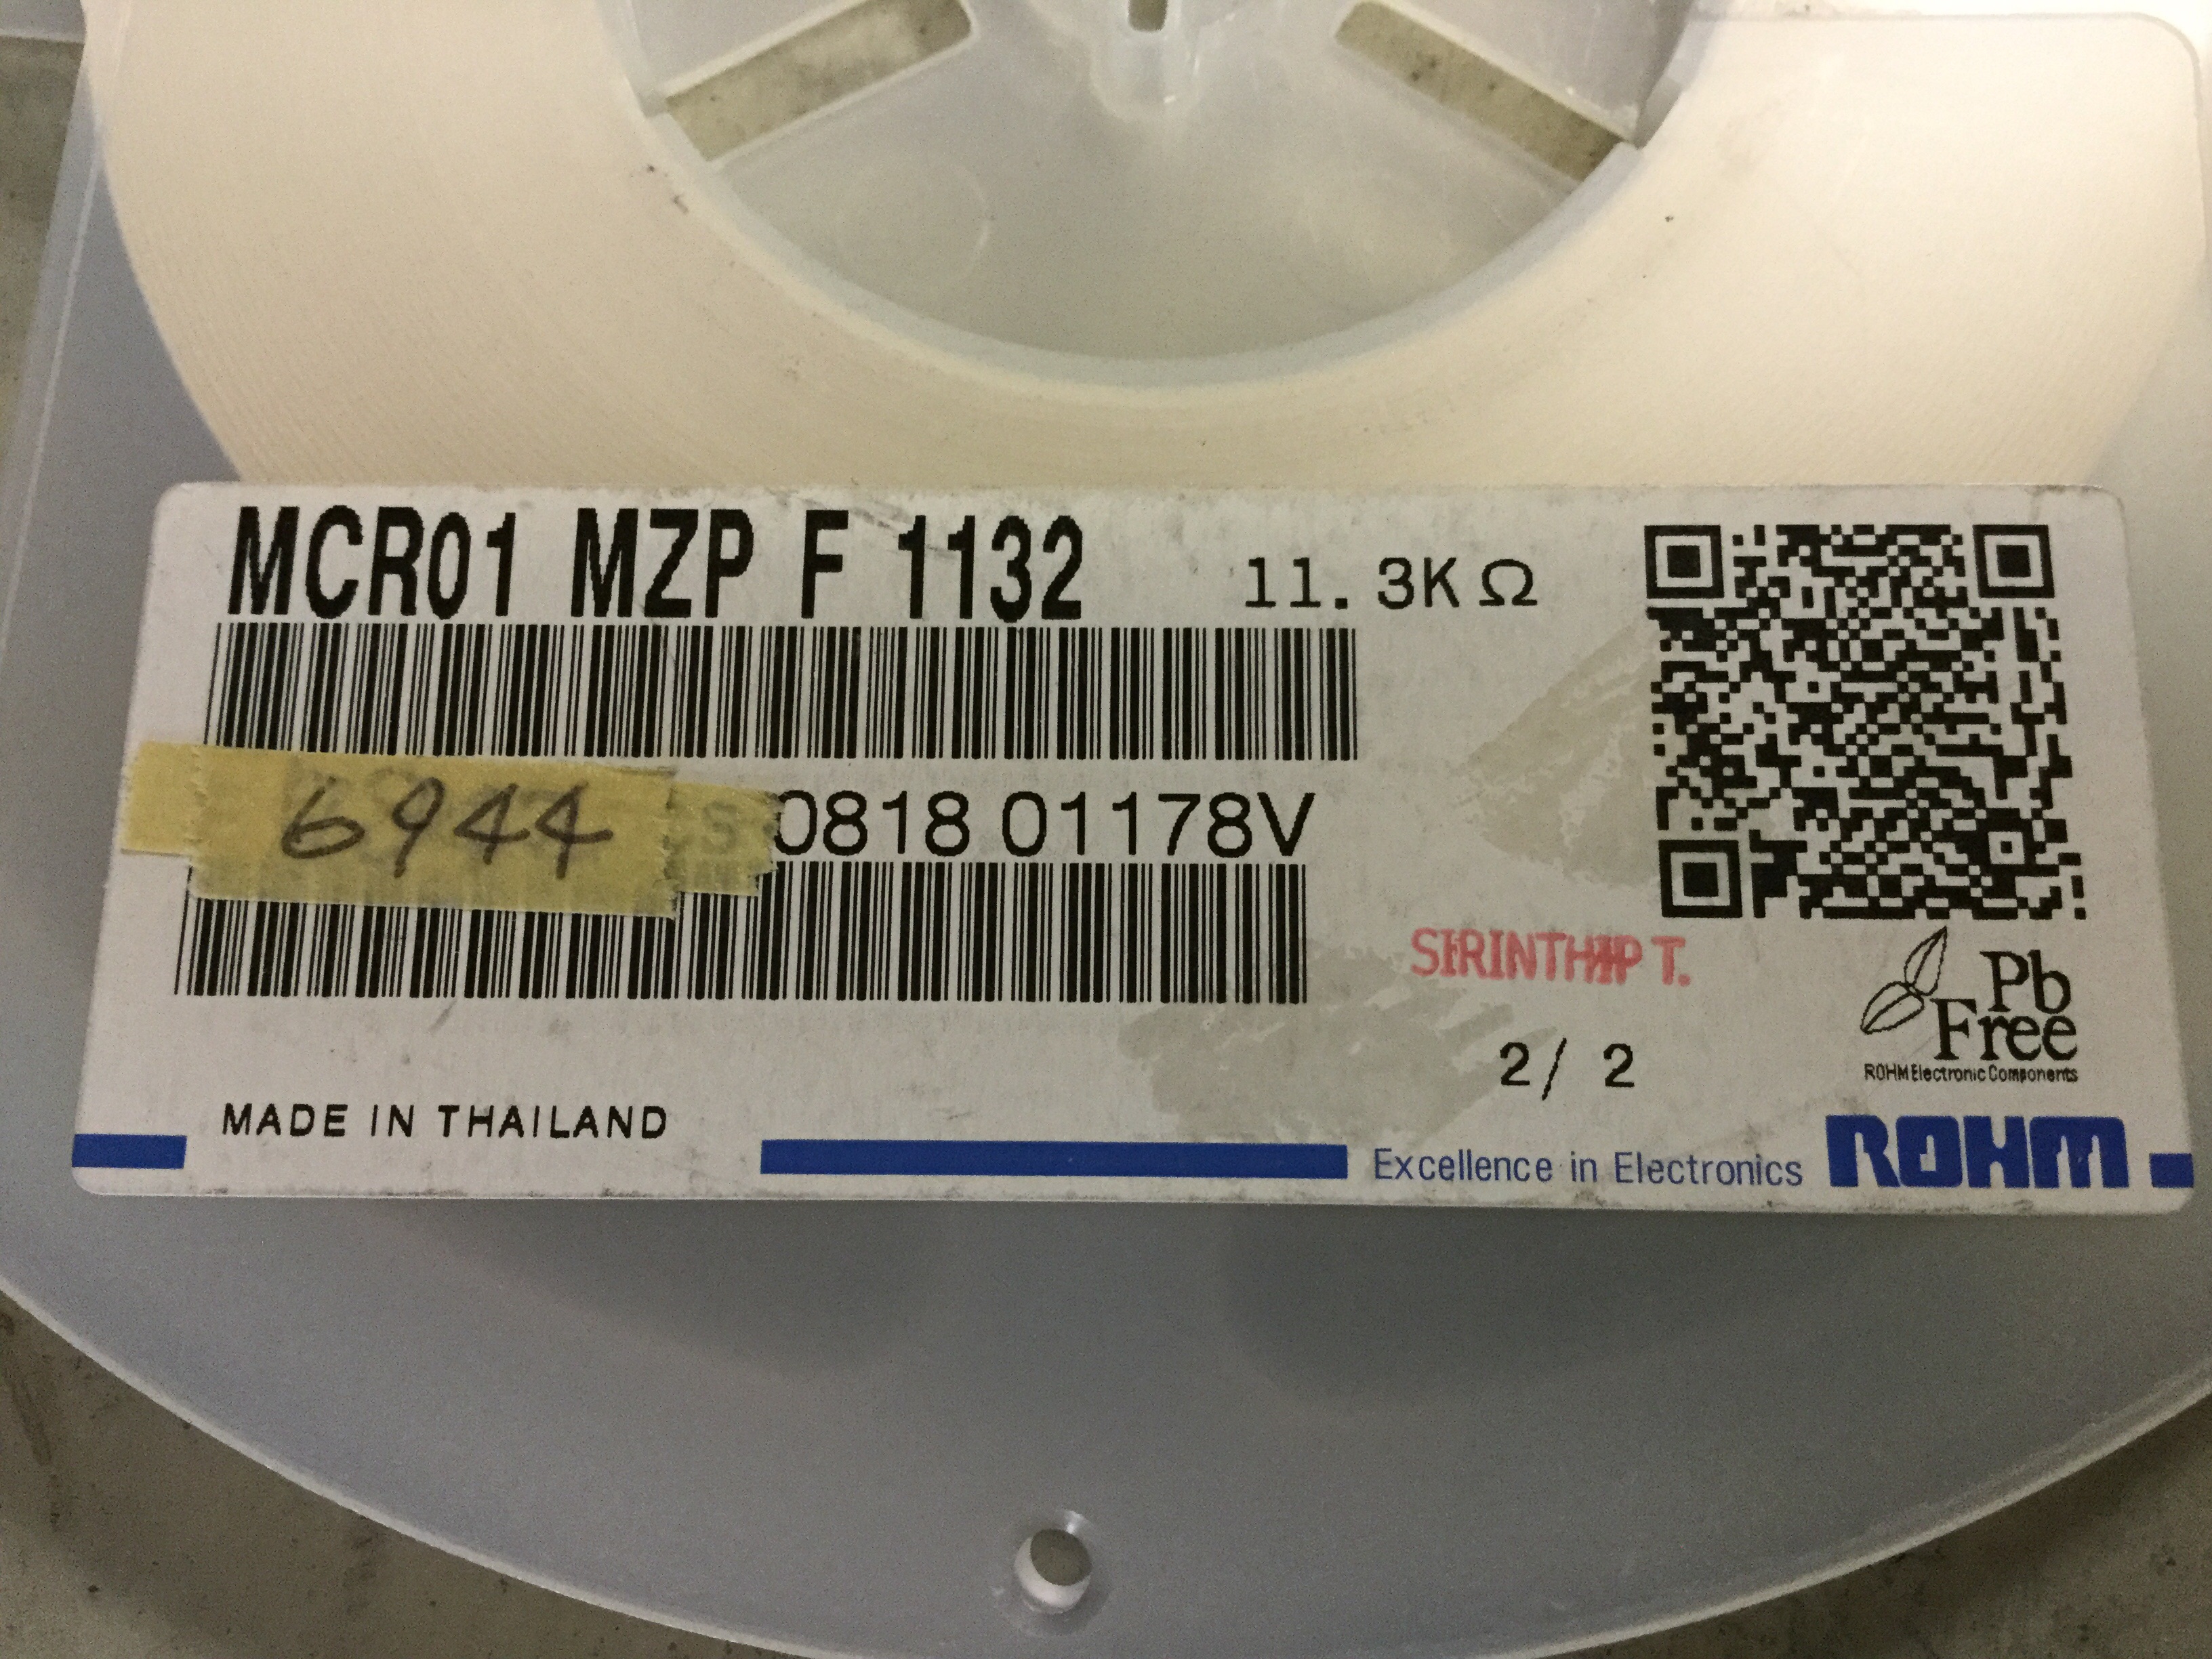 MCR01 MZP F 1132 11.3KΩ
6944 S 0818 01178V
SIRINTHIP T.
2/ 2
Pb
Free
ROHM Electronic Components
MADE IN THAILAND
Excellence in Electronics ROHM